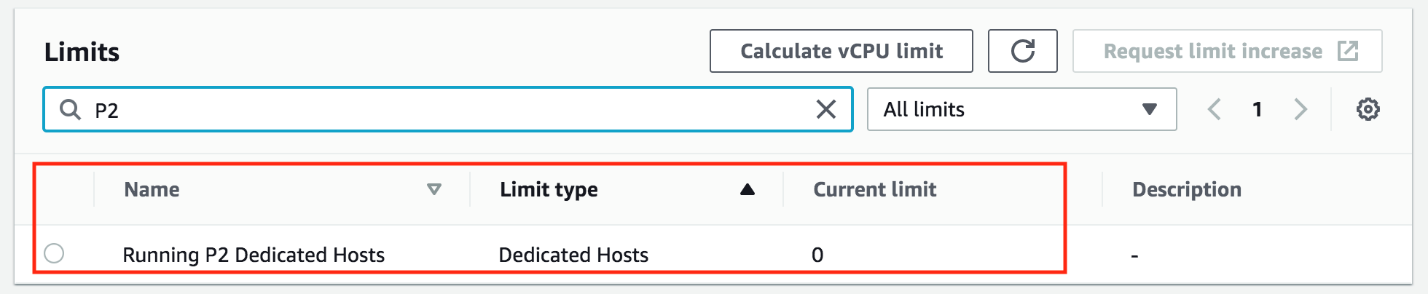 Limits
Calculate vCPU limit
Request limit increase
P2
All limits
1
Name
Limit type
Current limit
Description
Running P2 Dedicated Hosts
Dedicated Hosts
0
-